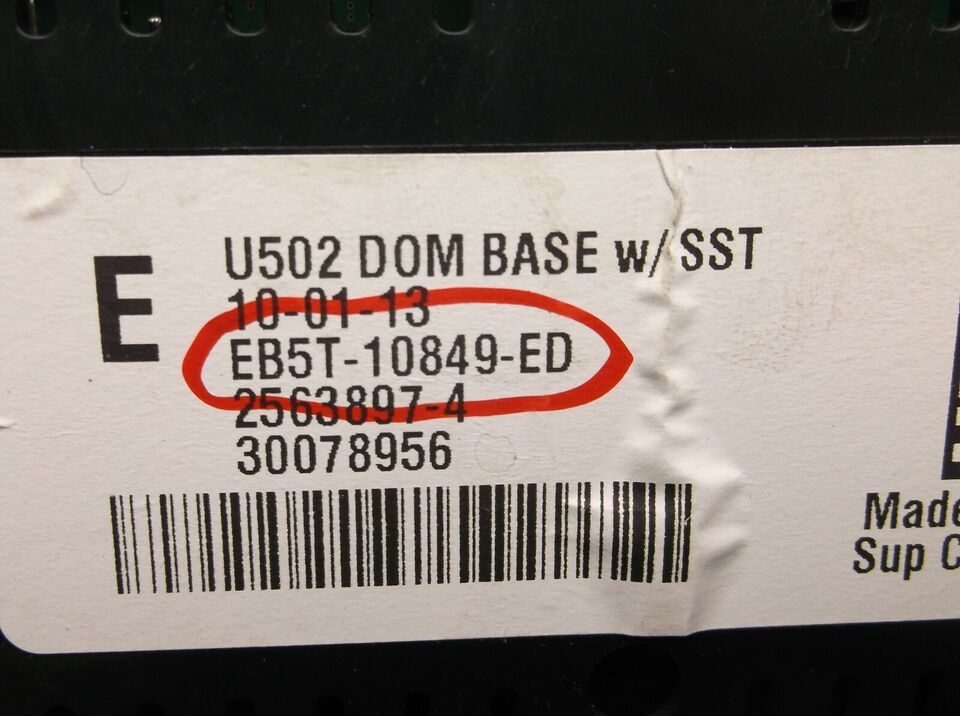 E
U502 DOM BASE w/ SST
10-01-13
EB5T-10849-ED
2563897-4
30078956
Made
Sup